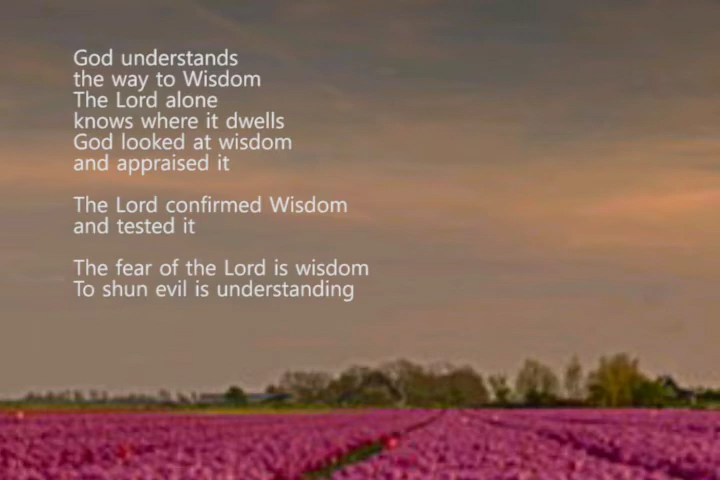 God understands
the way to Wisdom
The Lord alone
knows where it dwells
God looked at wisdom
and appraised it
The Lord confirmed Wisdom
and tested it
The fear of the Lord is wisdom
To shun evil is understanding